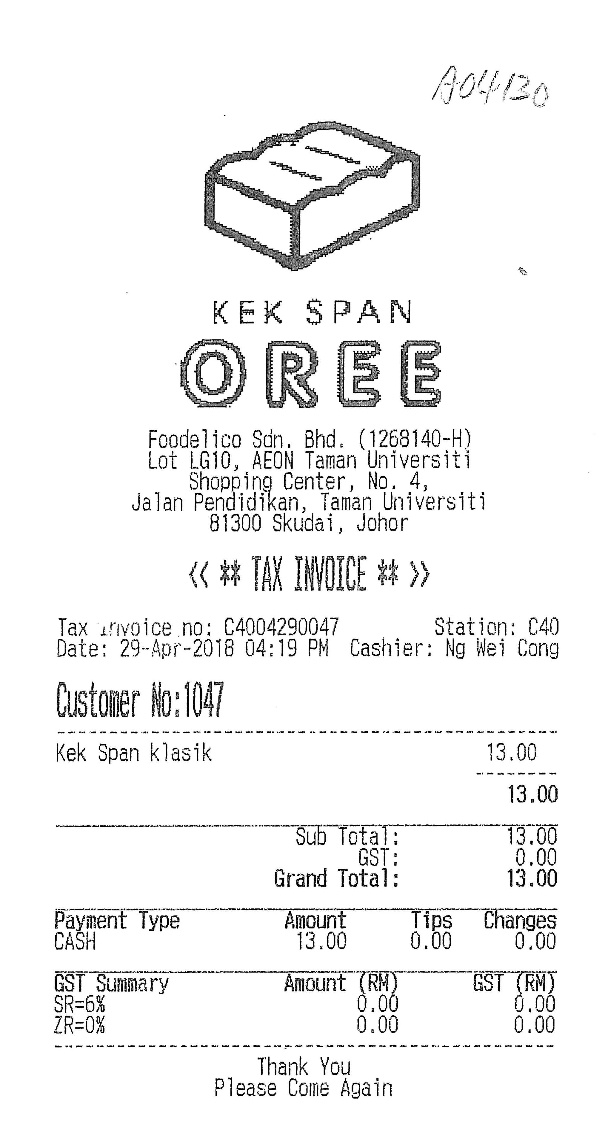 A04130
KEK SPAN
OREE
Foodelico Sdn. Bhd. (1268140-H)
Lot LG10, AEON Taman Universiti
Shopping Center, No. 4,
Jalan Pendidikan, Taman Universiti
81300 Skudai, Johor
<< ** TAX INVOICE ** >>
Tax invoice no: C4004290047 Station: C40
Date: 29-Apr-2018 04:19 PM Cashier: Ng Wei Cong
Customer No:1047
Kek Span klasik 13.00
13.00
Sub Total: 13.00
GST: 0.00
Grand Total: 13.00
Payment Type Amount Tips Changes
CASH 13.00 0.00 0.00
GST Summary Amount (RM) GST (RM)
SR=6% 0.00 0.00
ZR=0% 0.00 0.00
Thank You
Please Come Again